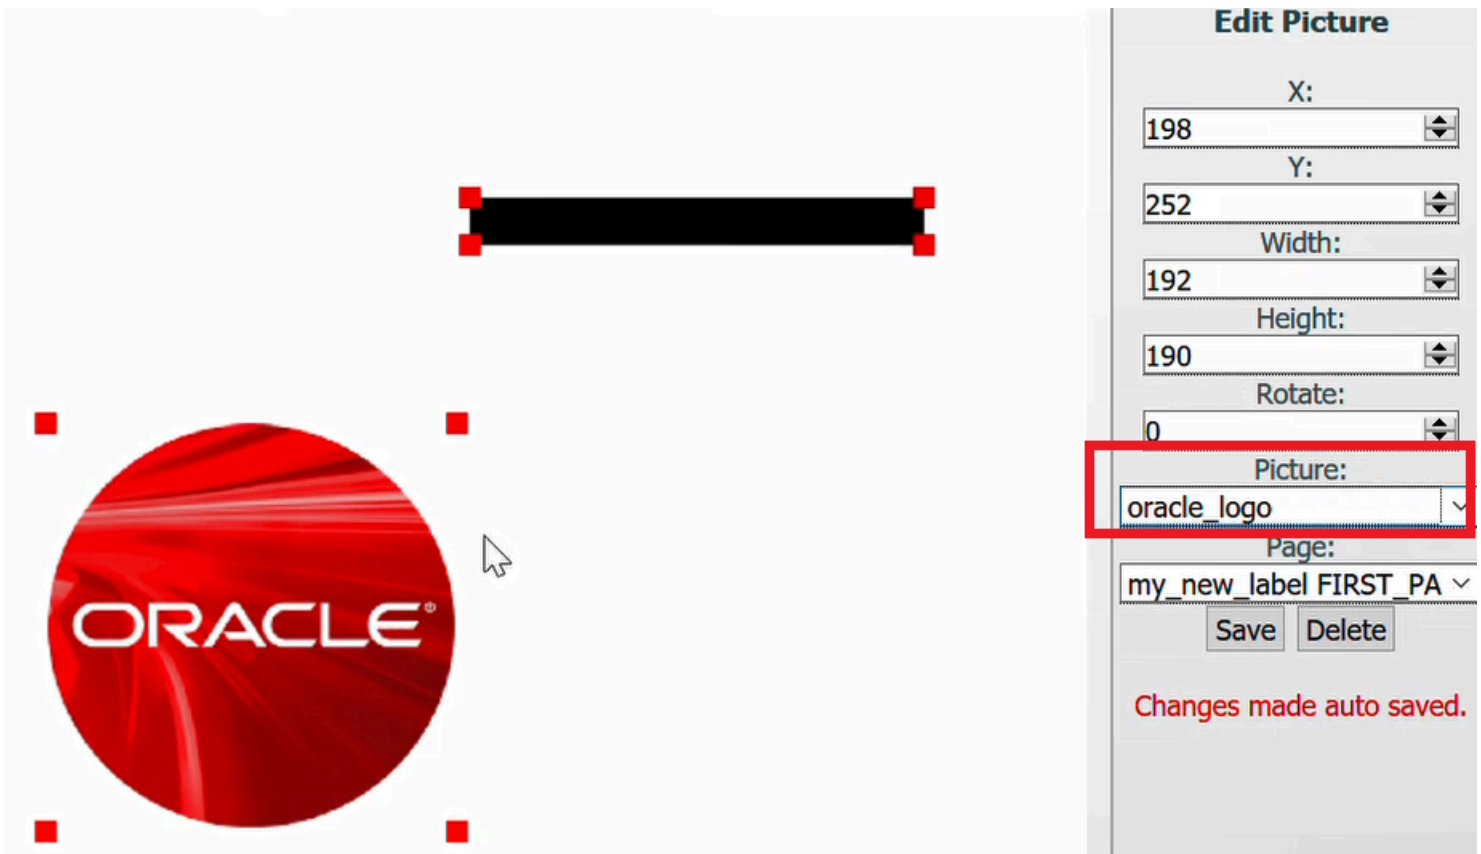 Edit Picture
X:
198
Y:
252
Width:
192
Height:
190
Rotate:
0
Picture:
oracle_logo
Page:
my_new_label FIRST_PA
Save Delete
Changes made auto saved.
ORACLE®